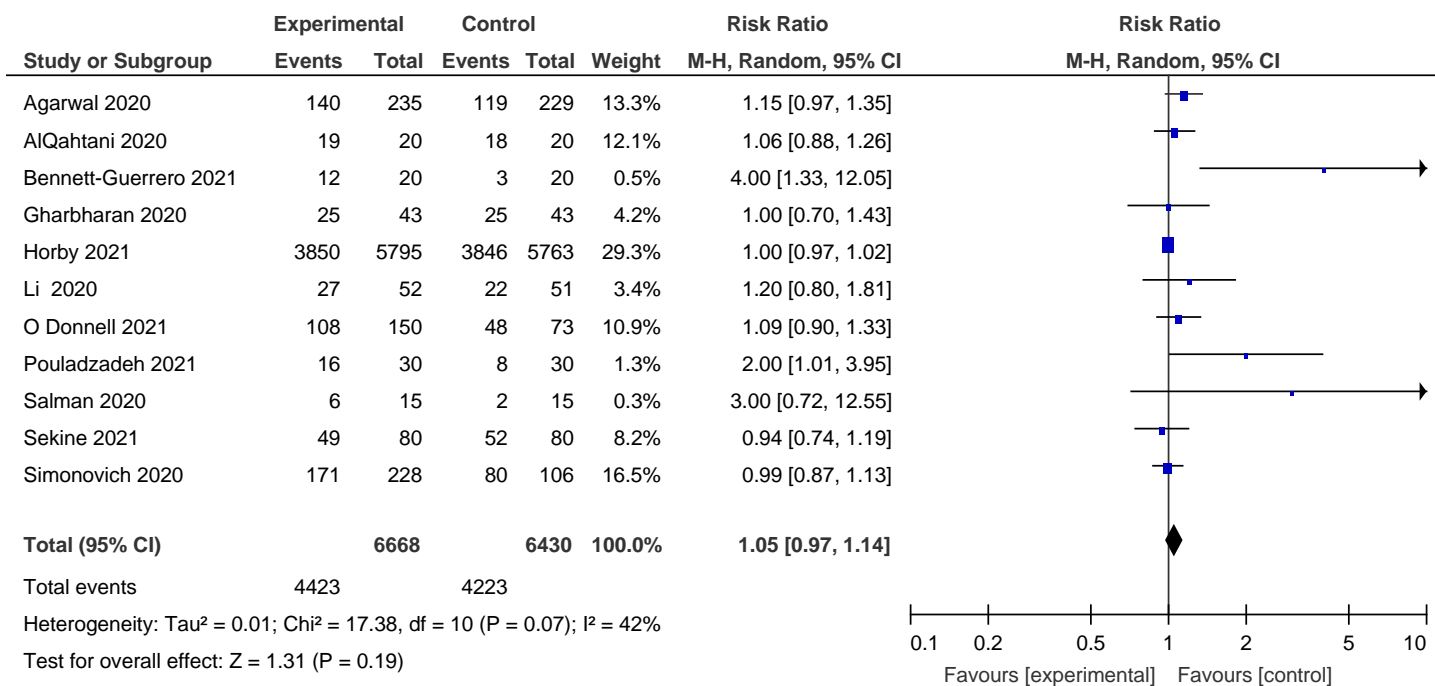 Experimental Control Risk Ratio Risk Ratio
Study or Subgroup Events Total Events Total Weight M-H, Random, 95% CI M-H, Random, 95% CI
Agarwal 2020 140 235 119 229 13.3% 1.15 [0.97, 1.35]
AlQahtani 2020 19 20 18 20 12.1% 1.06 [0.88, 1.26]
Bennett-Guerrero 2021 12 20 3 20 0.5% 4.00 [1.33, 12.05]
Gharbharan 2020 25 43 25 43 4.2% 1.00 [0.70, 1.43]
Horby 2021 3850 5795 3846 5763 29.3% 1.00 [0.97, 1.02]
Li 2020 27 52 22 51 3.4% 1.20 [0.80, 1.81]
O Donnell 2021 108 150 48 73 10.9% 1.09 [0.90, 1.33]
Pouladzadeh 2021 16 30 8 30 1.3% 2.00 [1.01, 3.95]
Salman 2020 6 15 2 15 0.3% 3.00 [0.72, 12.55]
Sekine 2021 49 80 52 80 8.2% 0.94 [0.74, 1.19]
Simonovich 2020 171 228 80 106 16.5% 0.99 [0.87, 1.13]
Total (95% CI) 6668 6430 100.0% 1.05 [0.97, 1.14]
Total events 4423 4223
Heterogeneity: Tau² = 0.01; Chi² = 17.38, df = 10 (P = 0.07); I² = 42%
Test for overall effect: Z = 1.31 (P = 0.19)
0.1 0.2 0.5 1 2 5 10
Favours [experimental] Favours [control]